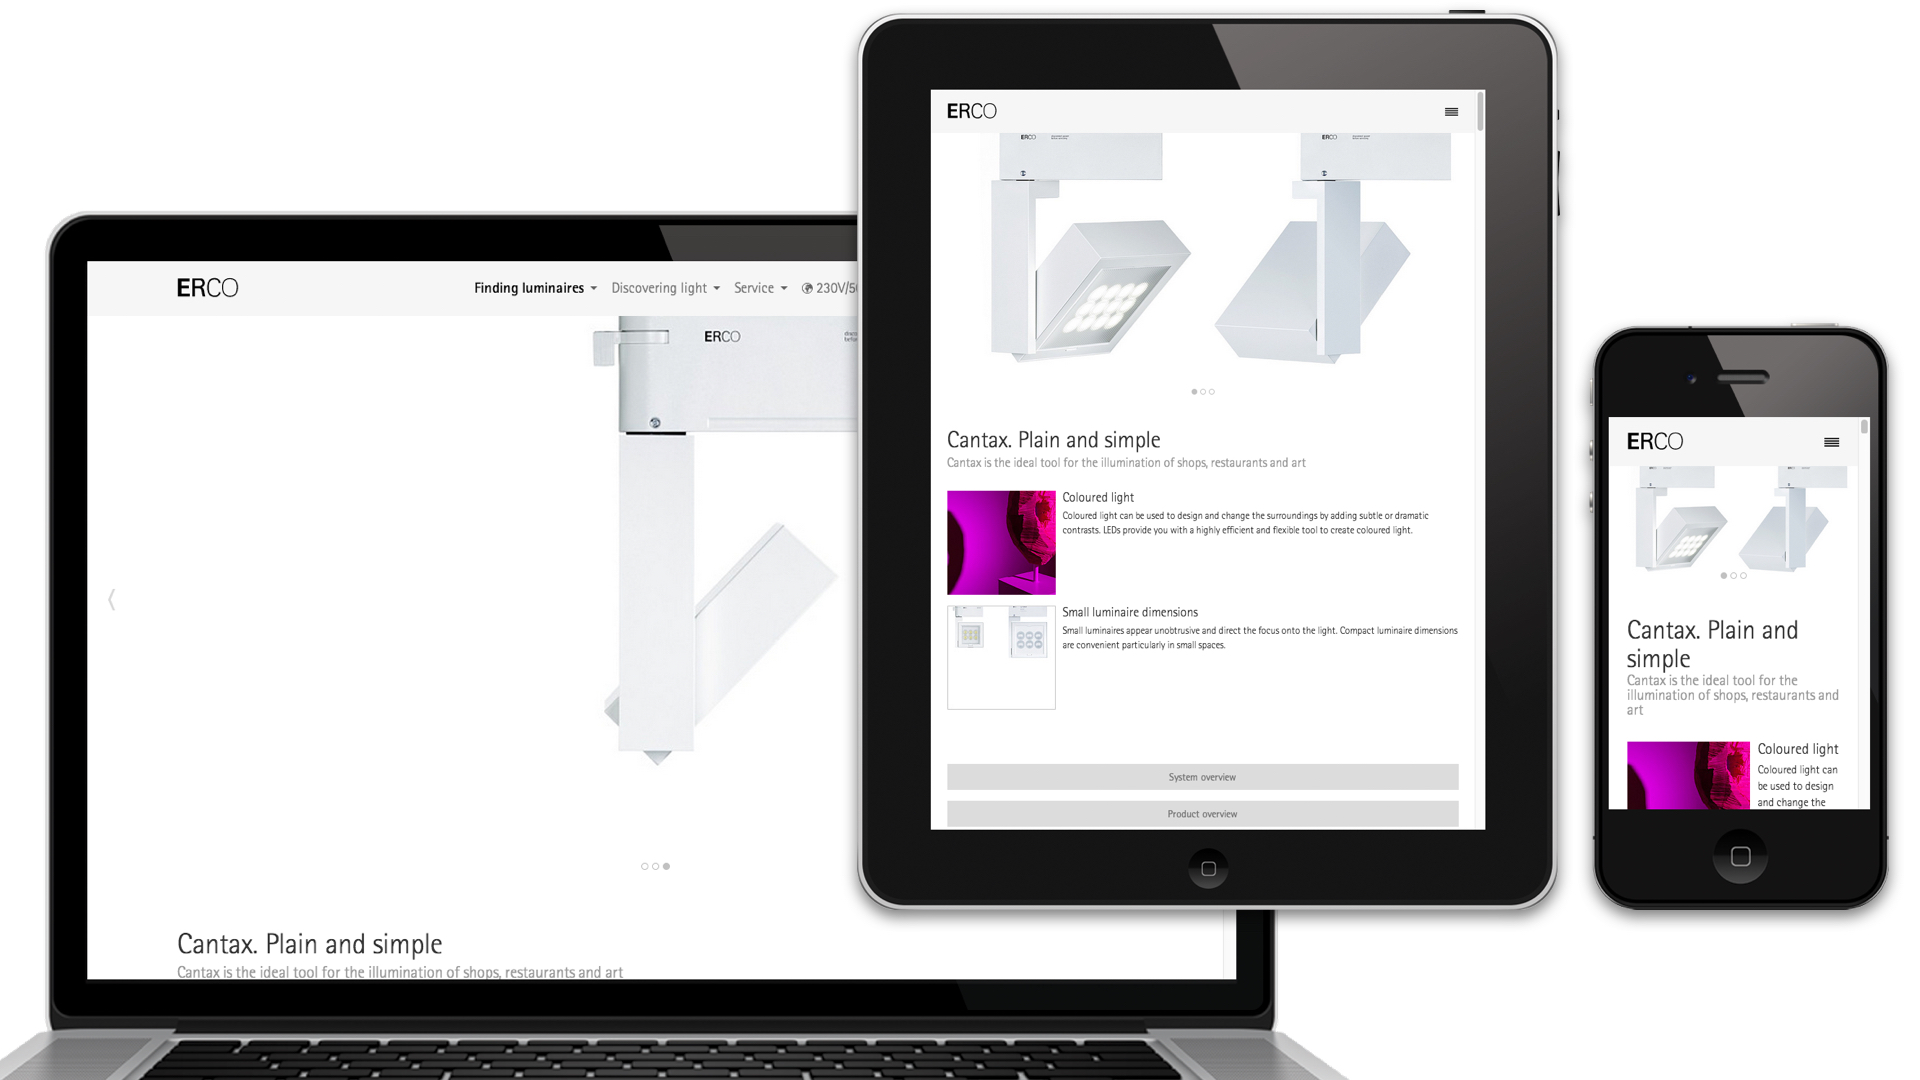 ERCO
Finding luminaires
Discovering light
Service
230V/50
ERCO
Cantax. Plain and simple
Cantax is the ideal tool for the illumination of shops, restaurants and art
ERCO
ERCO
ERCO
Cantax. Plain and simple
Cantax is the ideal tool for the illumination of shops, restaurants and art
Coloured light
Coloured light can be used to design and change the surroundings by adding subtle or dramatic
contrasts. LEDs provide you with a highly efficient and flexible tool to create coloured light.
Small luminaire dimensions
Small luminaires appear unobtrusive and direct the focus onto the light. Compact luminaire dimensions
are convenient particularly in small spaces.
System overview
Product overview
ERCO
Cantax. Plain and
simple
Cantax is the ideal tool for the
illumination of shops, restaurants and
art
Coloured light
Coloured light can
be used to design
and change the